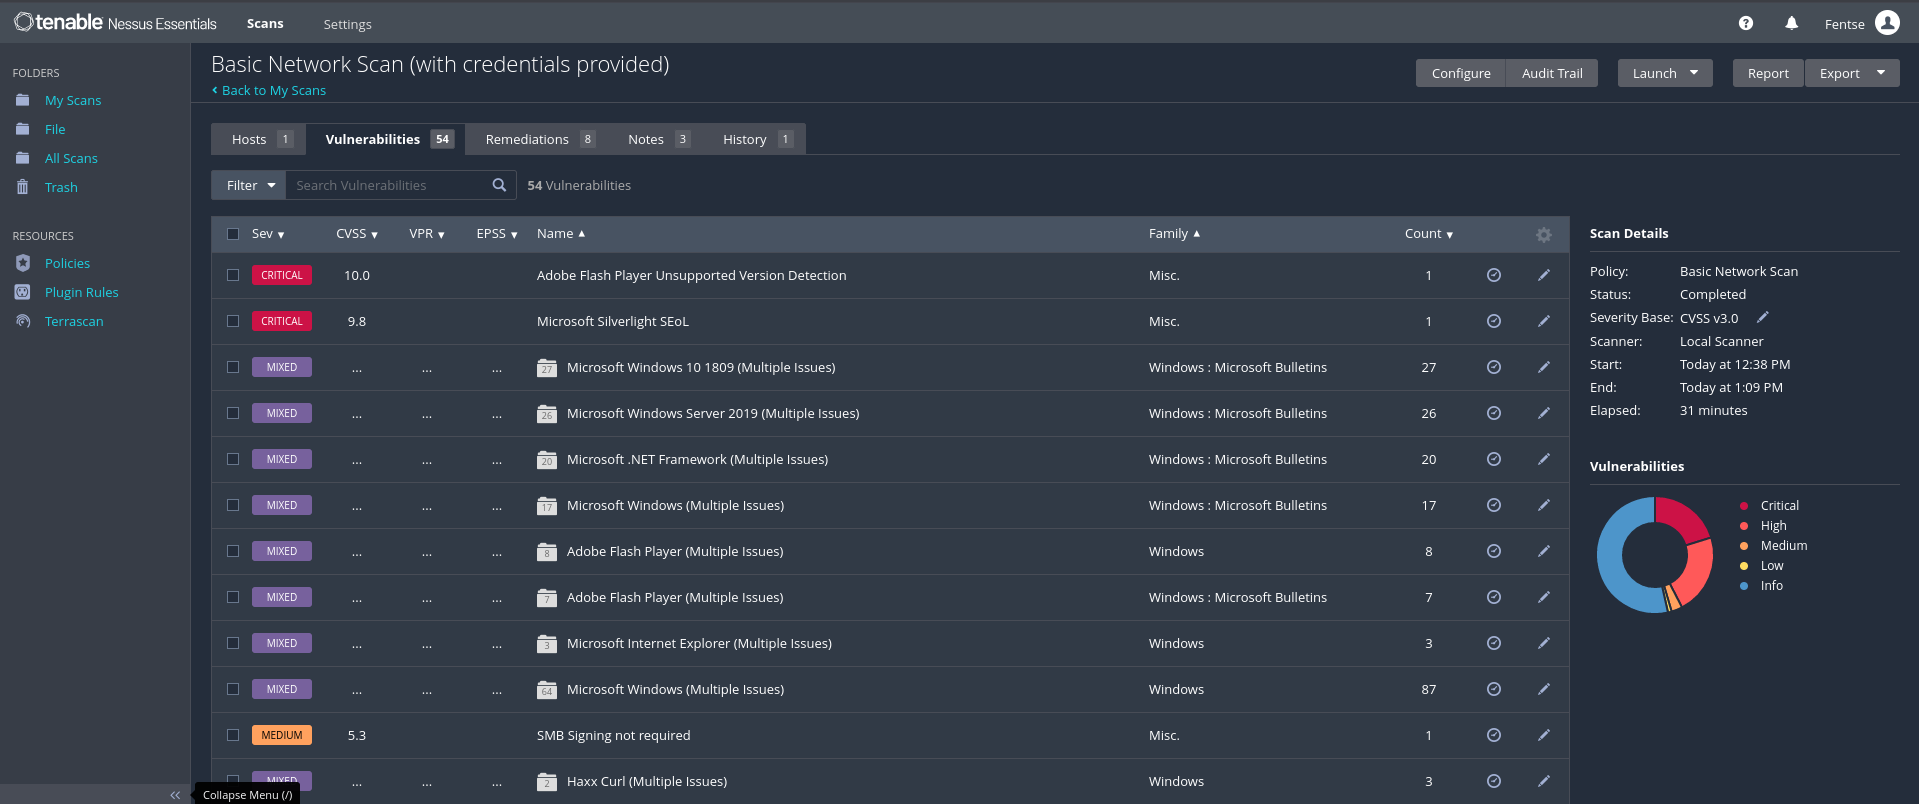 tenable Nessus Essentials Scans Settings Fentse
FOLDERS
My Scans
File
All Scans
Trash
RESOURCES
Policies
Plugin Rules
Terrascan
Basic Network Scan (with credentials provided)
Back to My Scans
Configure Audit Trail Launch Report Export
Hosts 1 Vulnerabilities 54 Remediations 8 Notes 3 History 1
Filter Search Vulnerabilities 54 Vulnerabilities
Sev CVSS VPR EPSS Name Family Count
CRITICAL 10.0 Adobe Flash Player Unsupported Version Detection Misc. 1
CRITICAL 9.8 Microsoft Silverlight SEoL Misc. 1
MIXED ... ... ... 27 Microsoft Windows 10 1809 (Multiple Issues) Windows : Microsoft Bulletins 27
MIXED ... ... ... 26 Microsoft Windows Server 2019 (Multiple Issues) Windows : Microsoft Bulletins 26
MIXED ... ... ... 20 Microsoft .NET Framework (Multiple Issues) Windows : Microsoft Bulletins 20
MIXED ... ... ... 17 Microsoft Windows (Multiple Issues) Windows : Microsoft Bulletins 17
MIXED ... ... ... 8 Adobe Flash Player (Multiple Issues) Windows 8
MIXED ... ... ... 7 Adobe Flash Player (Multiple Issues) Windows : Microsoft Bulletins 7
MIXED ... ... ... 3 Microsoft Internet Explorer (Multiple Issues) Windows 3
MIXED ... ... ... 64 Microsoft Windows (Multiple Issues) Windows 87
MEDIUM 5.3 SMB Signing not required Misc. 1
MIXED ... ... ... 2 Haxx Curl (Multiple Issues) Windows 3
Collapse Menu (/)
Scan Details
Policy: Basic Network Scan
Status: Completed
Severity Base: CVSS v3.0
Scanner: Local Scanner
Start: Today at 12:38 PM
End: Today at 1:09 PM
Elapsed: 31 minutes
Vulnerabilities
Critical
High
Medium
Low
Info